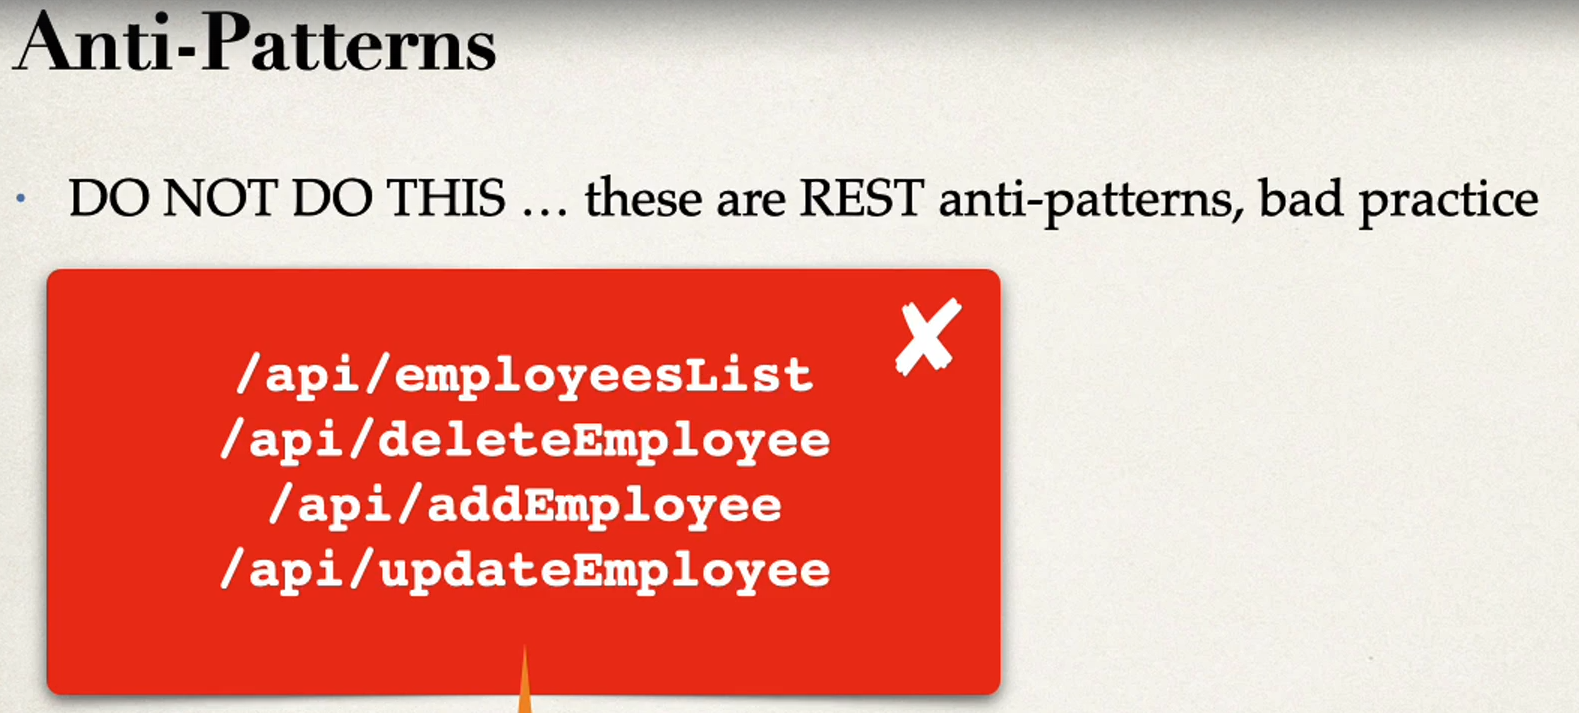 Anti-Patterns
• DO NOT DO THIS … these are REST anti-patterns, bad practice
/api/employeesList
/api/deleteEmployee
/api/addEmployee
/api/updateEmployee